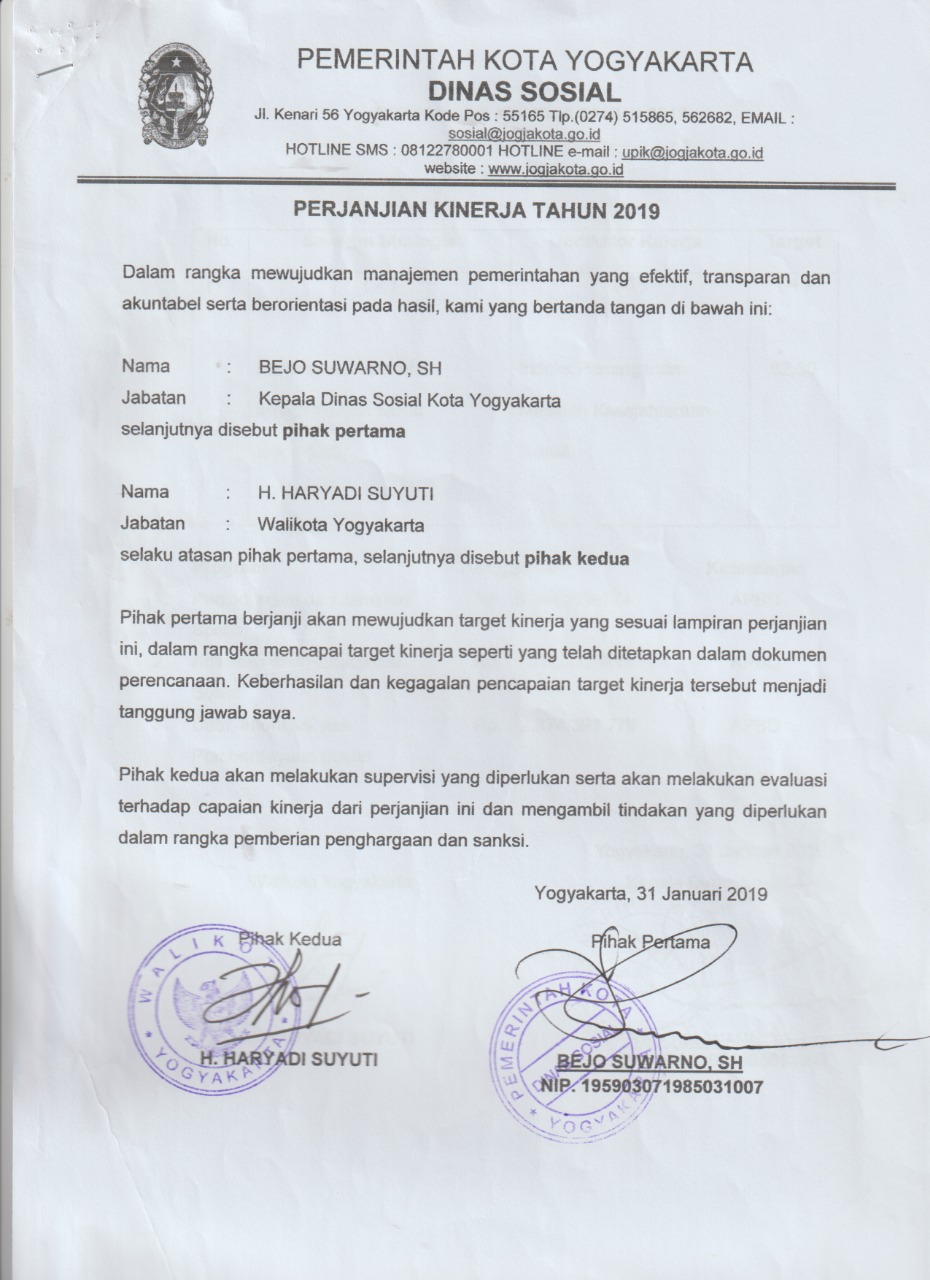 PEMERINTAH KOTA YOGYAKARTA
DINAS SOSIAL
Jl. Kenari 56 Yogyakarta Kode Pos : 55165 Tlp.(0274) 515865, 562682, EMAIL :
sosial@jogjakota.go.id
HOTLINE SMS : 08122780001 HOTLINE e-mail : upik@jogjakota.go.id
website : www.jogjakota.go.id
PERJANJIAN KINERJA TAHUN 2019
Dalam rangka mewujudkan manajemen pemerintahan yang efektif, transparan dan
akuntabel serta berorientasi pada hasil, kami yang bertanda tangan di bawah ini:
Nama : BEJO SUWARNO, SH
Jabatan : Kepala Dinas Sosial Kota Yogyakarta
selanjutnya disebut pihak pertama
Nama : H. HARYADI SUYUTI
Jabatan : Walikota Yogyakarta
selaku atasan pihak pertama, selanjutnya disebut pihak kedua
Pihak pertama berjanji akan mewujudkan target kinerja yang sesuai lampiran perjanjian
ini, dalam rangka mencapai target kinerja seperti yang telah ditetapkan dalam dokumen
perencanaan. Keberhasilan dan kegagalan pencapaian target kinerja tersebut menjadi
tanggung jawab saya.
Pihak kedua akan melakukan supervisi yang diperlukan serta akan melakukan evaluasi
terhadap capaian kinerja dari perjanjian ini dan mengambil tindakan yang diperlukan
dalam rangka pemberian penghargaan dan sanksi.
Yogyakarta, 31 Januari 2019
Pihak Kedua
Pihak Pertama
WALIKOTA
YOGYAKARTA
PEMERINTAH KOTA
DINAS SOSIAL
YOGYAKARTA
H. HARYADI SUYUTI
BEJO SUWARNO, SH
NIP. 195903071985031007